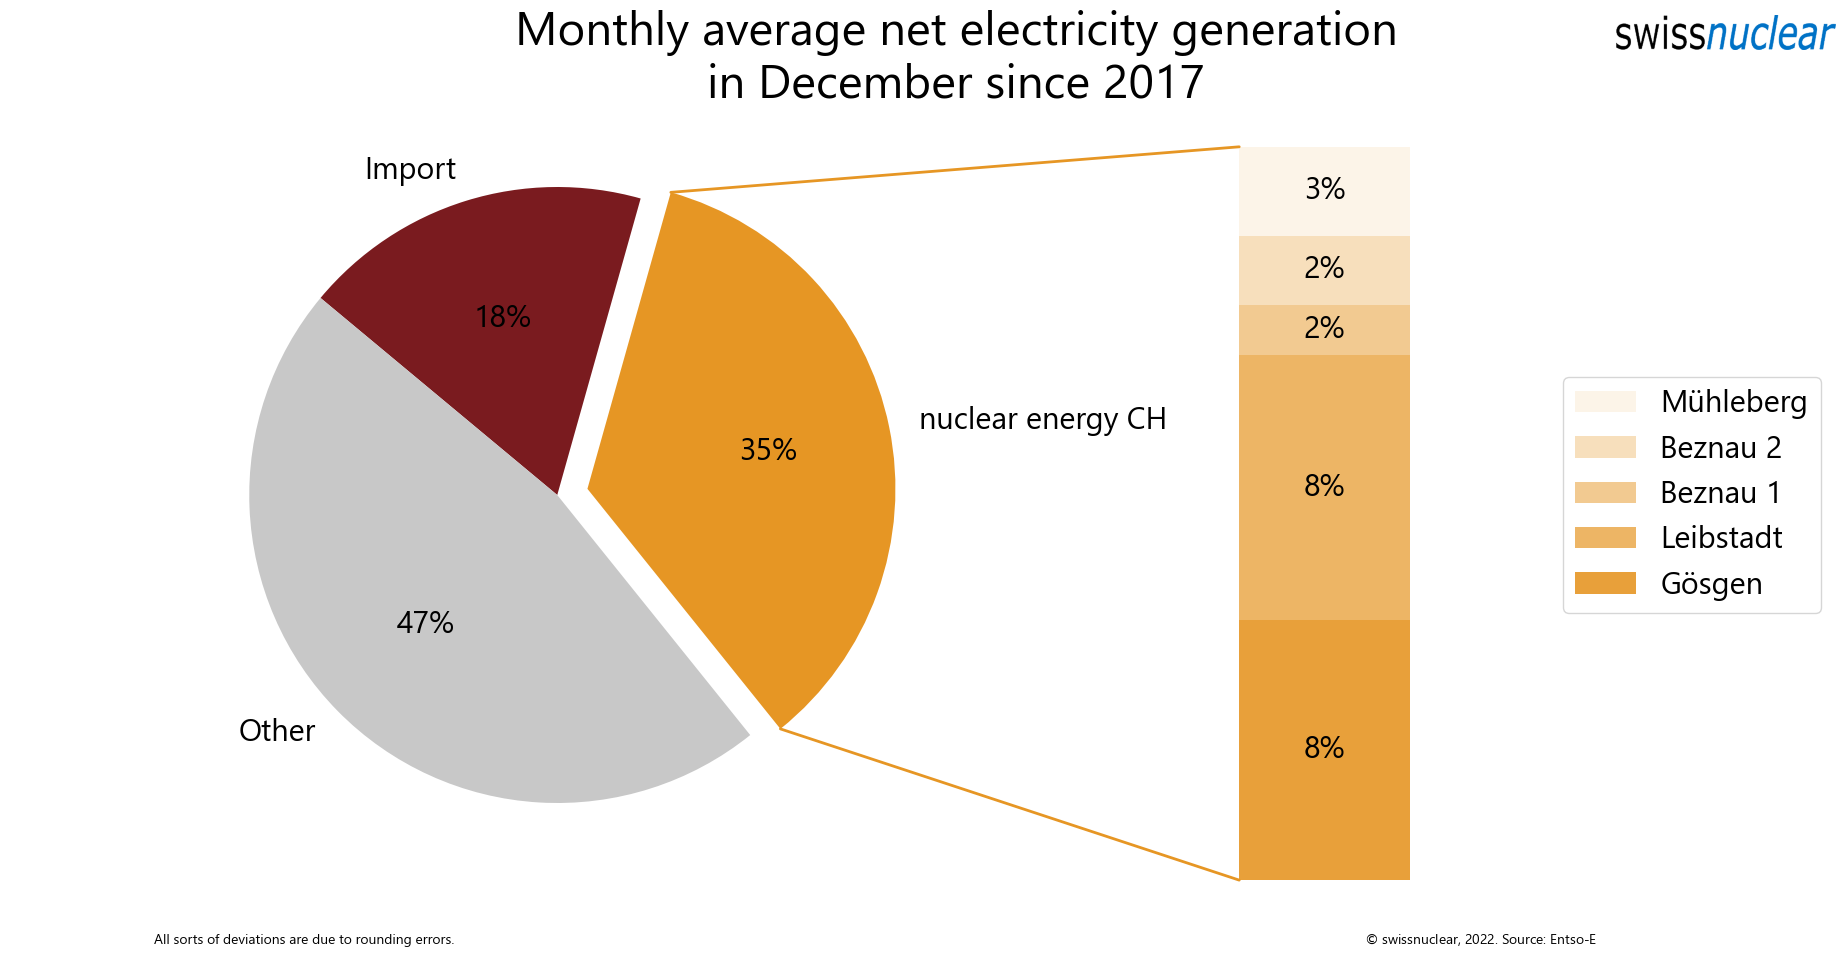 Monthly average net electricity generation
in December since 2017
swissnuclear
Import
18%
35%
nuclear energy CH
47%
Other
3%
2%
2%
8%
8%
Mühleberg
Beznau 2
Beznau 1
Leibstadt
Gösgen
All sorts of deviations are due to rounding errors.
© swissnuclear, 2022. Source: Entso-E